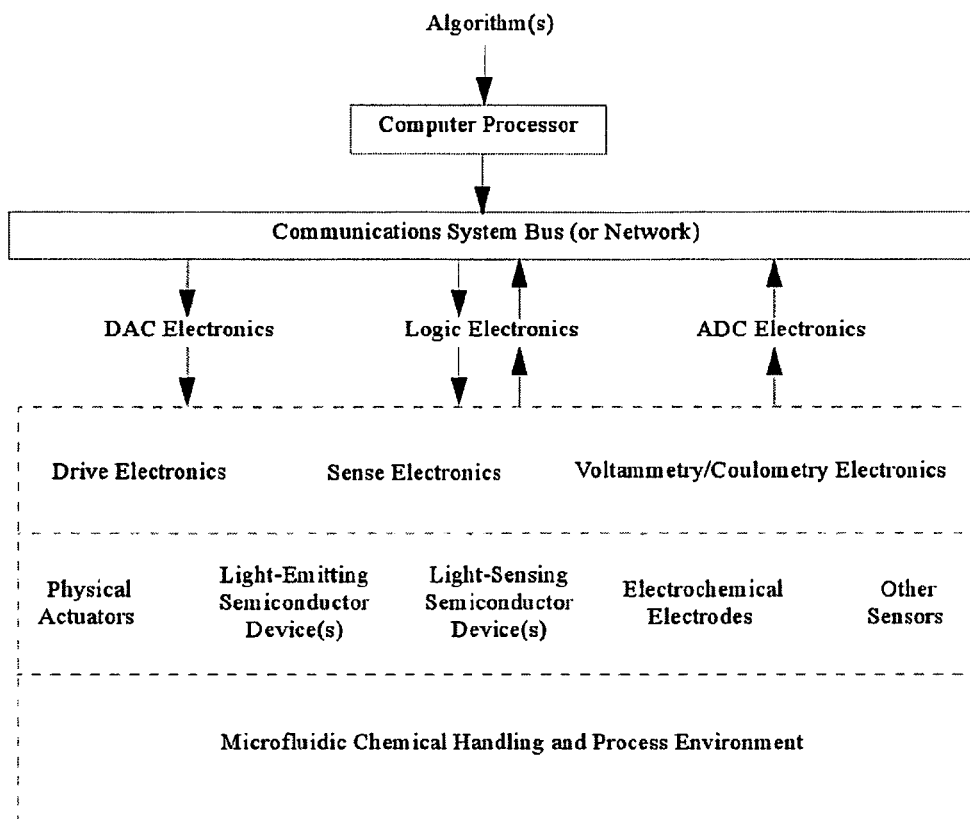 Algorithm(s)
Computer Processor
Communications System Bus (or Network)
DAC Electronics
Logic Electronics
ADC Electronics
Drive Electronics
Sense Electronics
Voltammetry/Coulometry Electronics
Physical
Actuators
Light-Emitting
Semiconductor
Device(s)
Light-Sensing
Semiconductor
Device(s)
Electrochemical
Electrodes
Other
Sensors
Microfluidic Chemical Handling and Process Environment